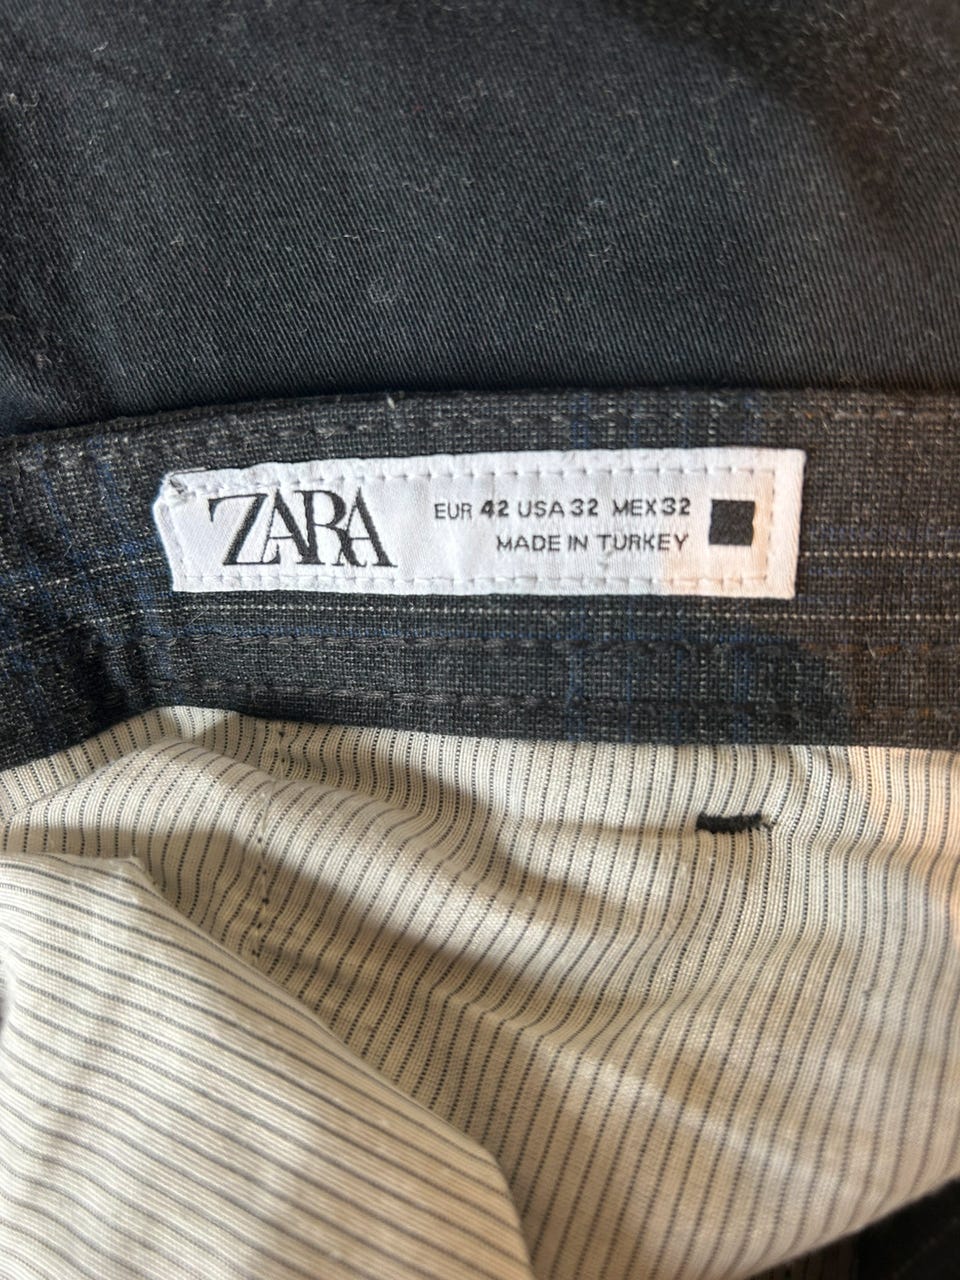 ZARA
EUR 42 USA 32 MEX 32
MADE IN TURKEY